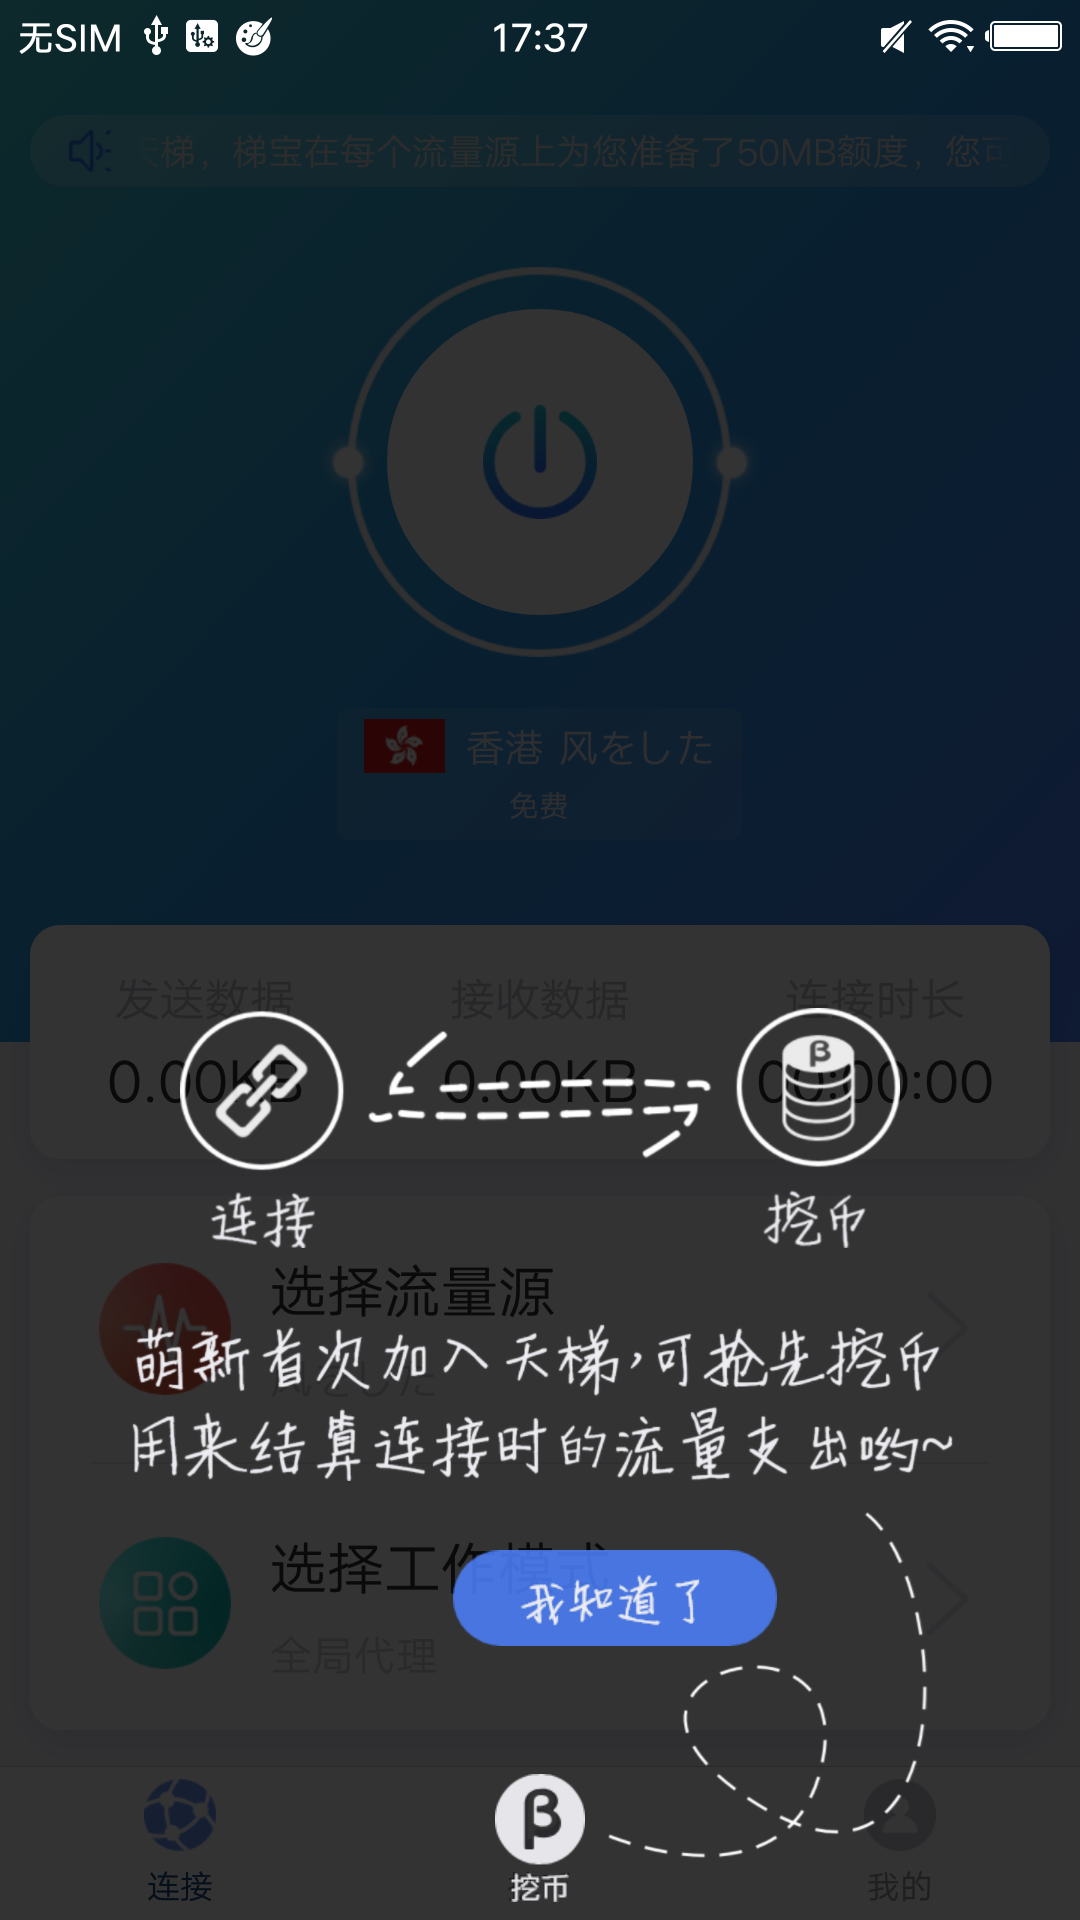 无SIM 17:37
梯，梯宝在每个流量源上为您准备了50MB额度，您
香港 风をした
免费
发送数据 接收数据 连接时长
0.00KB 0.00KB 00:00:00
β
连接 挖币
选择流量源
风をした
萌新首次加入天梯，可抢先挖币
用来结算连接时的流量支出哟~
选择工作模式
我知道了
全局代理
β
连接 挖币 我的